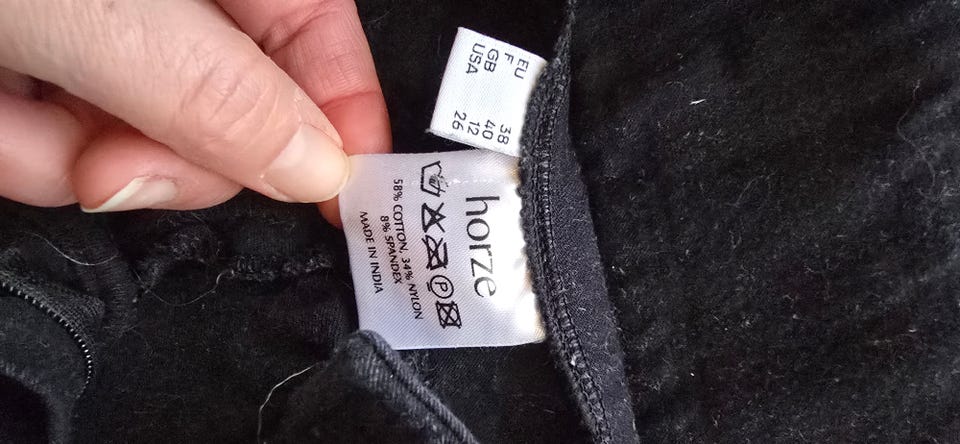 EU 38
F 40
GB 12
USA 26
horze
P
58% COTTON, 34% NYLON
8% SPANDEX
MADE IN INDIA